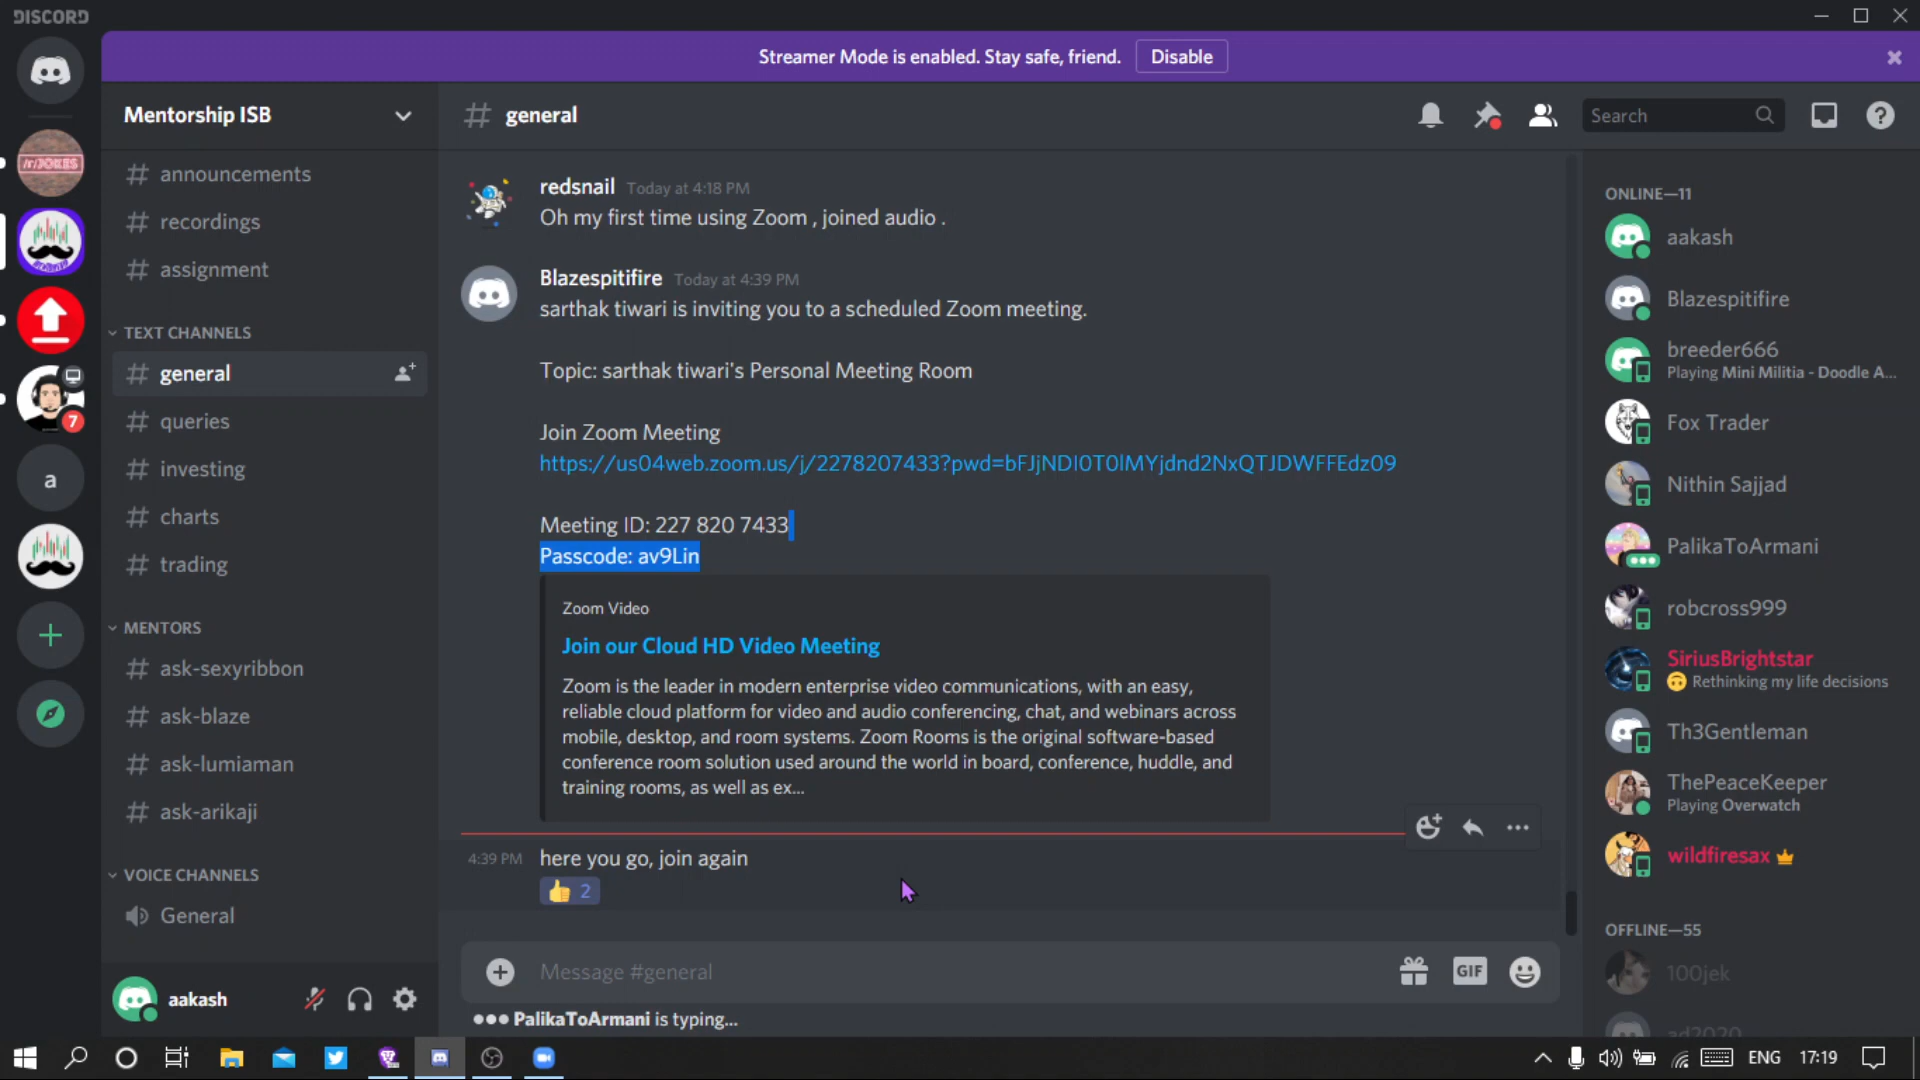 DISCORD
Streamer Mode is enabled. Stay safe, friend.
Disable
/r/JOKES
7
a
Mentorship ISB
announcements
recordings
assignment
TEXT CHANNELS
general
queries
investing
charts
trading
MENTORS
ask-sexyribbon
ask-blaze
ask-lumiaman
ask-arikaji
VOICE CHANNELS
General
aakash
# general
Search
redsnail Today at 4:18 PM
Oh my first time using Zoom , joined audio .
Blazespitifire Today at 4:39 PM
sarthak tiwari is inviting you to a scheduled Zoom meeting.
Topic: sarthak tiwari's Personal Meeting Room
Join Zoom Meeting
https://us04web.zoom.us/j/2278207433?pwd=bFJjNDI0T0lMYjdnd2NxQTJDWFFEdz09
Meeting ID: 227 820 7433
Passcode: av9Lin
Zoom Video
Join our Cloud HD Video Meeting
Zoom is the leader in modern enterprise video communications, with an easy,
reliable cloud platform for video and audio conferencing, chat, and webinars across
mobile, desktop, and room systems. Zoom Rooms is the original software-based
conference room solution used around the world in board, conference, huddle, and
training rooms, as well as ex...
4:39 PM here you go, join again
👍 2
Message #general
GIF
PalikaToArmani is typing...
ONLINE—11
aakash
Blazespitifire
breeder666
Playing Mini Militia - Doodle A...
Fox Trader
Nithin Sajjad
PalikaToArmani
robcross999
SiriusBrightstar
🙃 Rethinking my life decisions
Th3Gentleman
ThePeaceKeeper
Playing Overwatch
wildfiresax
OFFLINE—55
100jek
ad2020
ENG 17:19